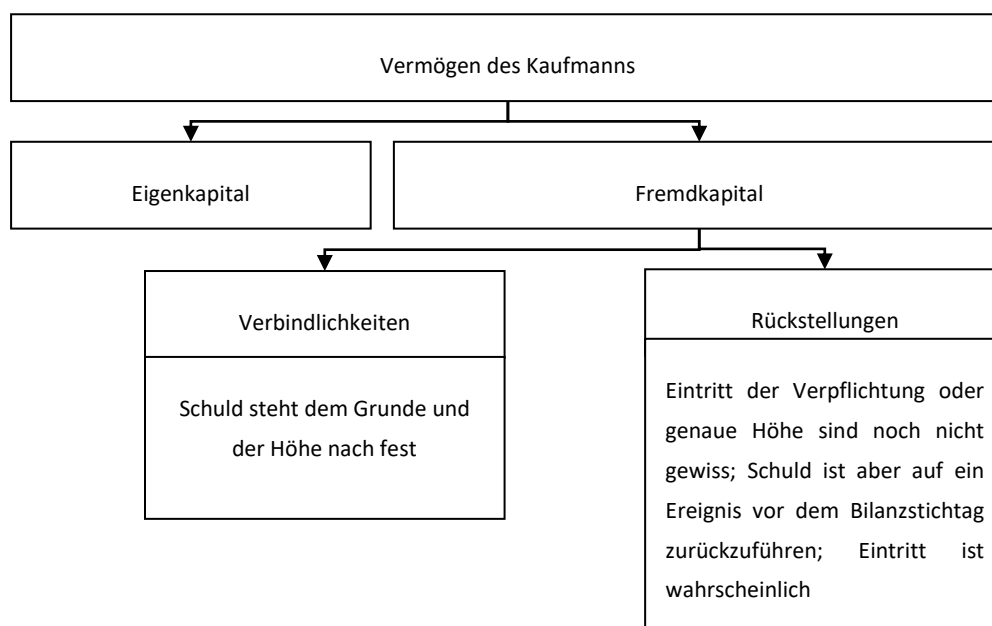 Vermögen des Kaufmanns
Eigenkapital
Fremdkapital
Verbindlichkeiten
Schuld steht dem Grunde und
der Höhe nach fest
Rückstellungen
Eintritt der Verpflichtung oder
genaue Höhe sind noch nicht
gewiss; Schuld ist aber auf ein
Ereignis vor dem Bilanzstichtag
zurückzuführen; Eintritt ist
wahrscheinlich